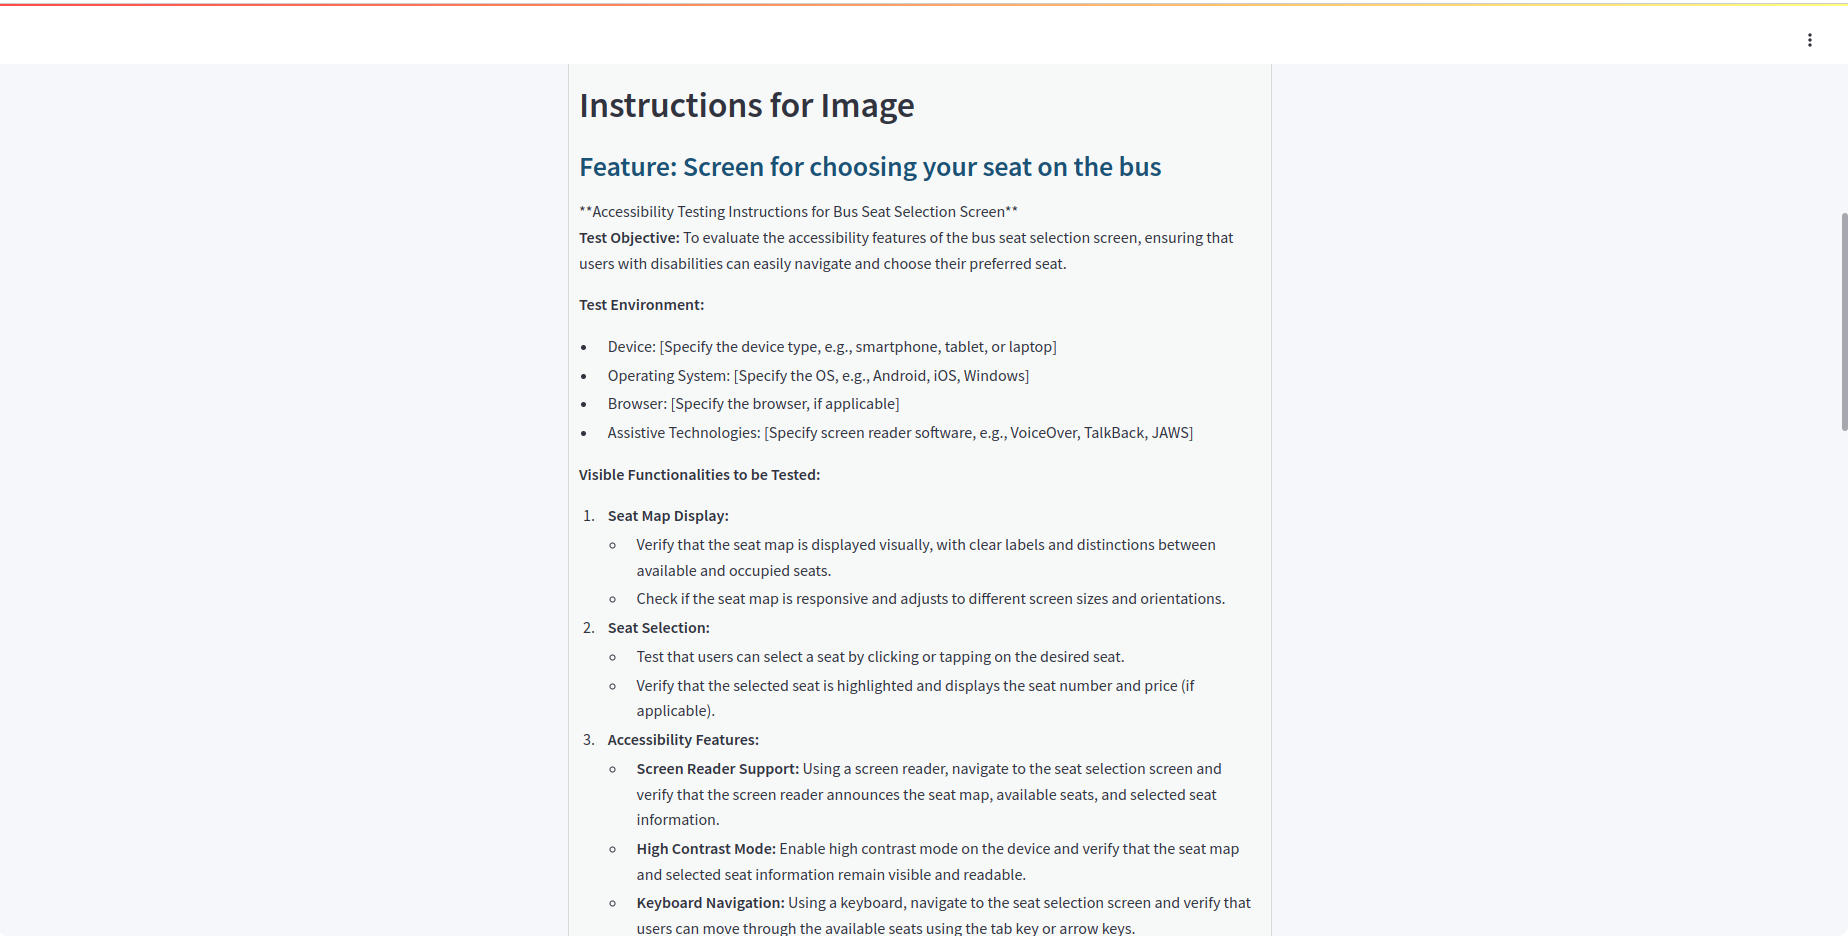 Instructions for Image
Feature: Screen for choosing your seat on the bus
**Accessibility Testing Instructions for Bus Seat Selection Screen**
Test Objective: To evaluate the accessibility features of the bus seat selection screen, ensuring that
users with disabilities can easily navigate and choose their preferred seat.
Test Environment:
• Device: [Specify the device type, e.g., smartphone, tablet, or laptop]
• Operating System: [Specify the OS, e.g., Android, iOS, Windows]
• Browser: [Specify the browser, if applicable]
• Assistive Technologies: [Specify screen reader software, e.g., VoiceOver, TalkBack, JAWS]
Visible Functionalities to be Tested:
1. Seat Map Display:
◦ Verify that the seat map is displayed visually, with clear labels and distinctions between
available and occupied seats.
◦ Check if the seat map is responsive and adjusts to different screen sizes and orientations.
2. Seat Selection:
◦ Test that users can select a seat by clicking or tapping on the desired seat.
◦ Verify that the selected seat is highlighted and displays the seat number and price (if
applicable).
3. Accessibility Features:
◦ Screen Reader Support: Using a screen reader, navigate to the seat selection screen and
verify that the screen reader announces the seat map, available seats, and selected seat
information.
◦ High Contrast Mode: Enable high contrast mode on the device and verify that the seat map
and selected seat information remain visible and readable.
◦ Keyboard Navigation: Using a keyboard, navigate to the seat selection screen and verify that
users can move through the available seats using the tab key or arrow keys.